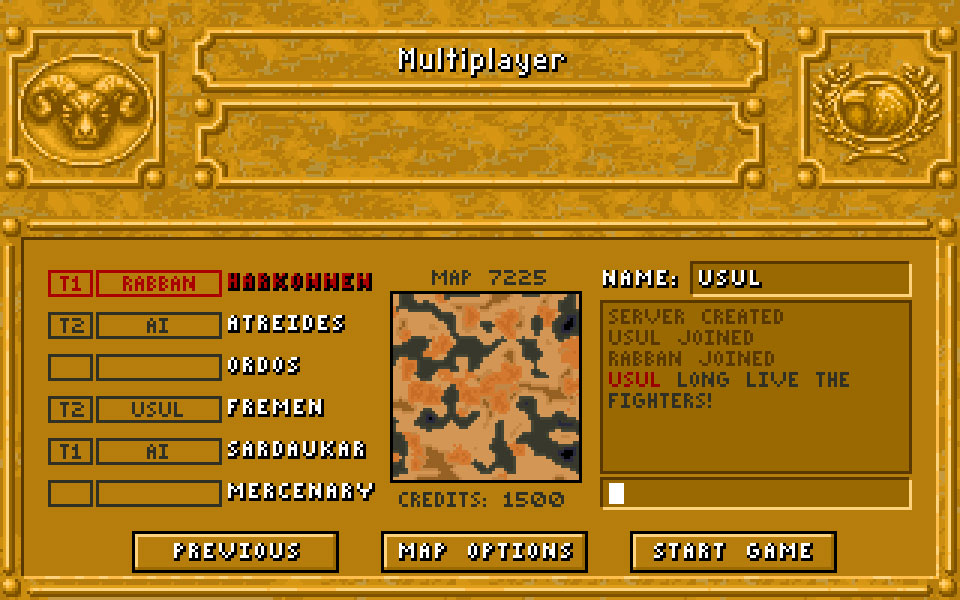 Multiplayer
T1 RABBAN HARKONNEN
T2 AI ATREIDES
ORDOS
T2 USUL FREMEN
T1 AI SARDAUKAR
MERCENARY
MAP 7225
CREDITS: 1500
NAME: USUL
SERVER CREATED
USUL JOINED
RABBAN JOINED
USUL LONG LIVE THE
FIGHTERS!
PREVIOUS
MAP OPTIONS
START GAME